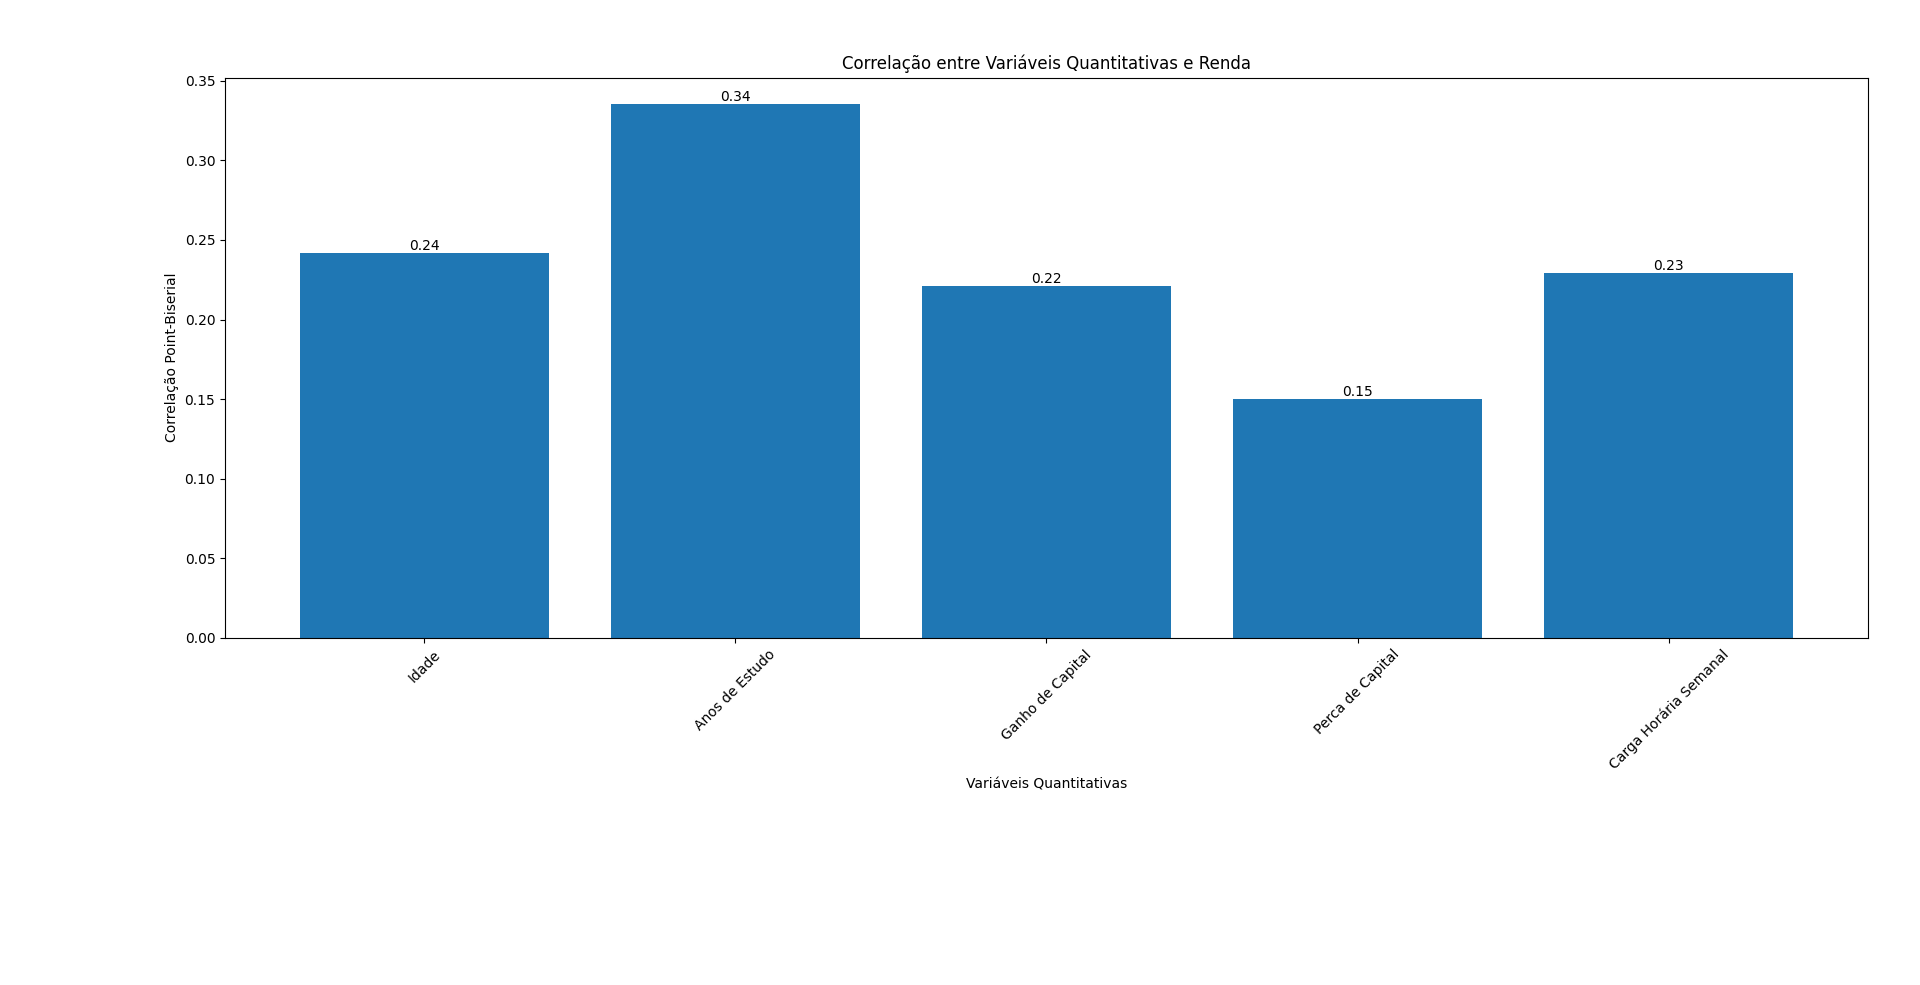 Correlação entre Variáveis Quantitativas e Renda
Correlação Point-Biserial
0.35
0.30
0.25
0.20
0.15
0.10
0.05
0.00
0.24
0.34
0.22
0.15
0.23
Idade
Anos de Estudo
Ganho de Capital
Perca de Capital
Carga Horária Semanal
Variáveis Quantitativas